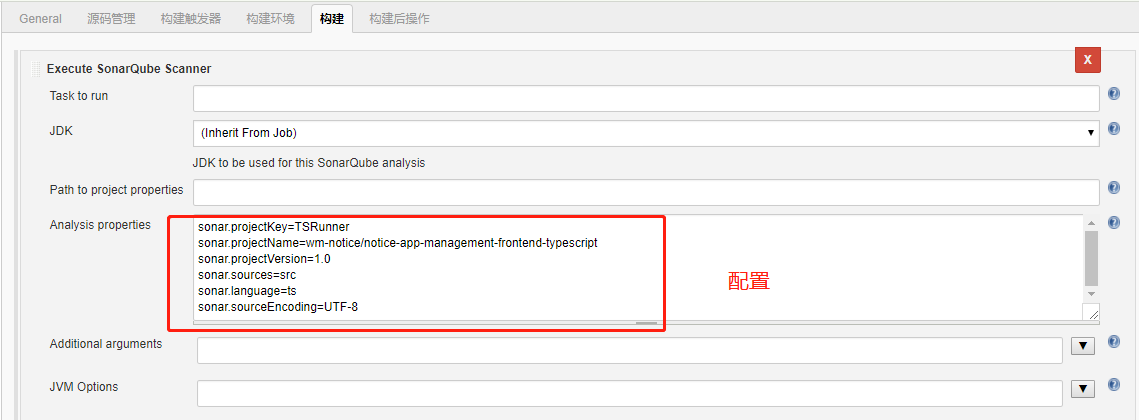 General 源码管理 构建触发器 构建环境 构建 构建后操作
Execute SonarQube Scanner
X
Task to run
JDK
(Inherit From Job)
JDK to be used for this SonarQube analysis
Path to project properties
Analysis properties
sonar.projectKey=TSRunner
sonar.projectName=wm-notice/notice-app-management-frontend-typescript
sonar.projectVersion=1.0
sonar.sources=src
sonar.language=ts
sonar.sourceEncoding=UTF-8
配置
Additional arguments
JVM Options